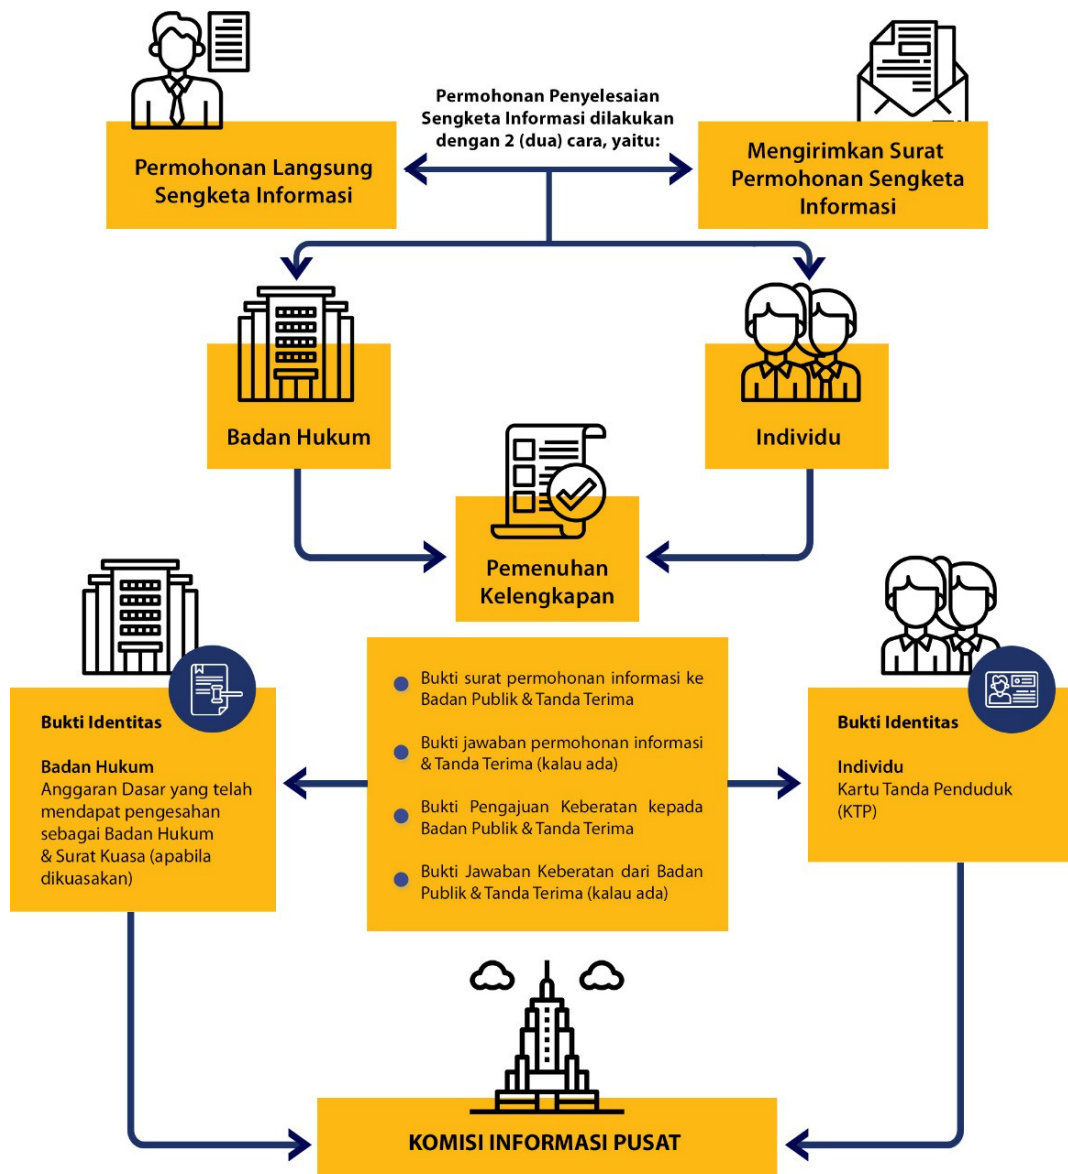 Permohonan Penyelesaian
Sengketa Informasi dilakukan
dengan 2 (dua) cara, yaitu:
Permohonan Langsung
Sengketa Informasi
Mengirimkan Surat
Permohonan Sengketa
Informasi
Badan Hukum
Individu
Pemenuhan
Kelengkapan
Bukti Identitas
Badan Hukum
Anggaran Dasar yang telah
mendapat pengesahan
sebagai Badan Hukum
& Surat Kuasa (apabila
dikuasakan)
Bukti surat permohonan informasi ke
Badan Publik & Tanda Terima
Bukti jawaban permohonan informasi
& Tanda Terima (kalau ada)
Bukti Pengajuan Keberatan kepada
Badan Publik & Tanda Terima
Bukti Jawaban Keberatan dari Badan
Publik & Tanda Terima (kalau ada)
Bukti Identitas
Individu
Kartu Tanda Penduduk
(KTP)
KOMISI INFORMASI PUSAT